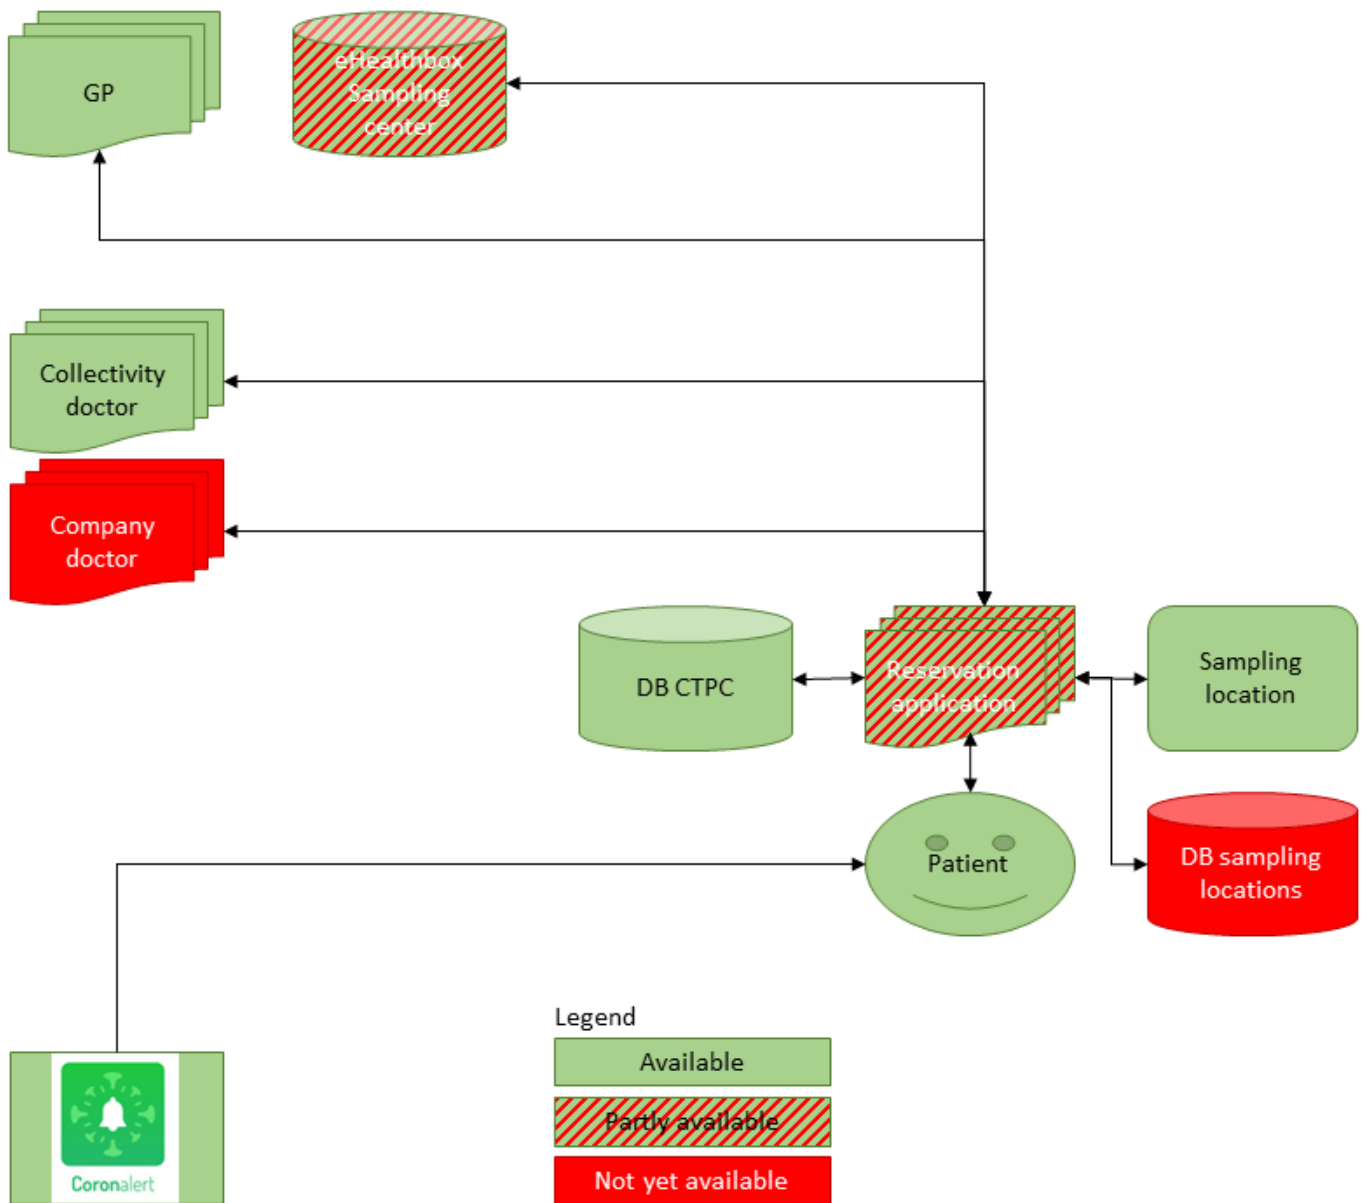 GP
eHealthbox
Sampling
center
Collectivity
doctor
Company
doctor
DB CTPC
Reservation
application
Sampling
location
Patient
DB sampling
locations
Legend
Available
Partly available
Not yet available
Coronalert